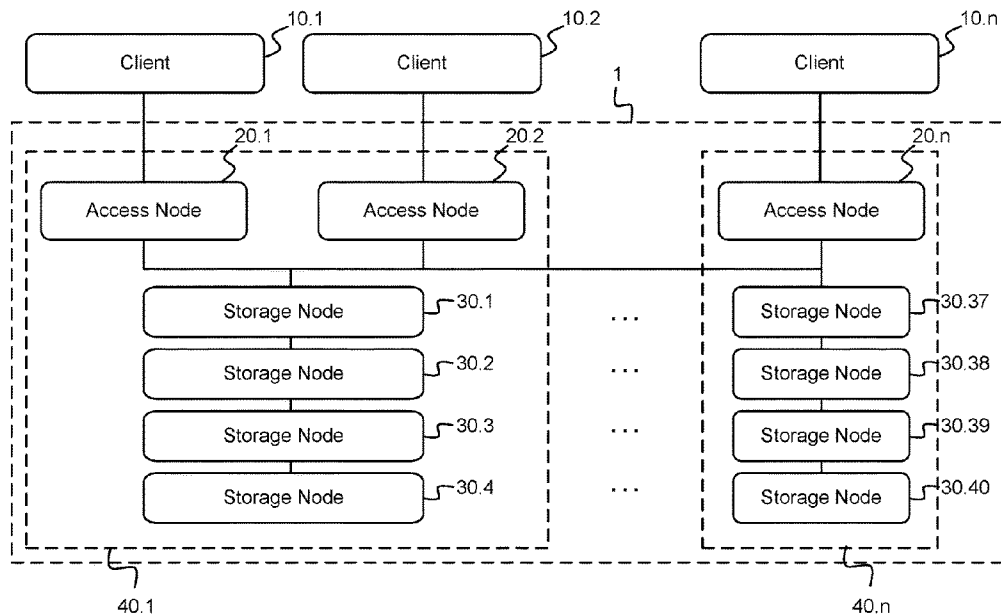 10.1
10.2
10.n
Client
Client
Client
1
20.1
20.2
20.n
Access Node
Access Node
Access Node
Storage Node
30.1
...
Storage Node
30.37
Storage Node
30.2
...
Storage Node
30.38
Storage Node
30.3
...
Storage Node
30.39
Storage Node
30.4
...
Storage Node
30.40
40.1
40.n